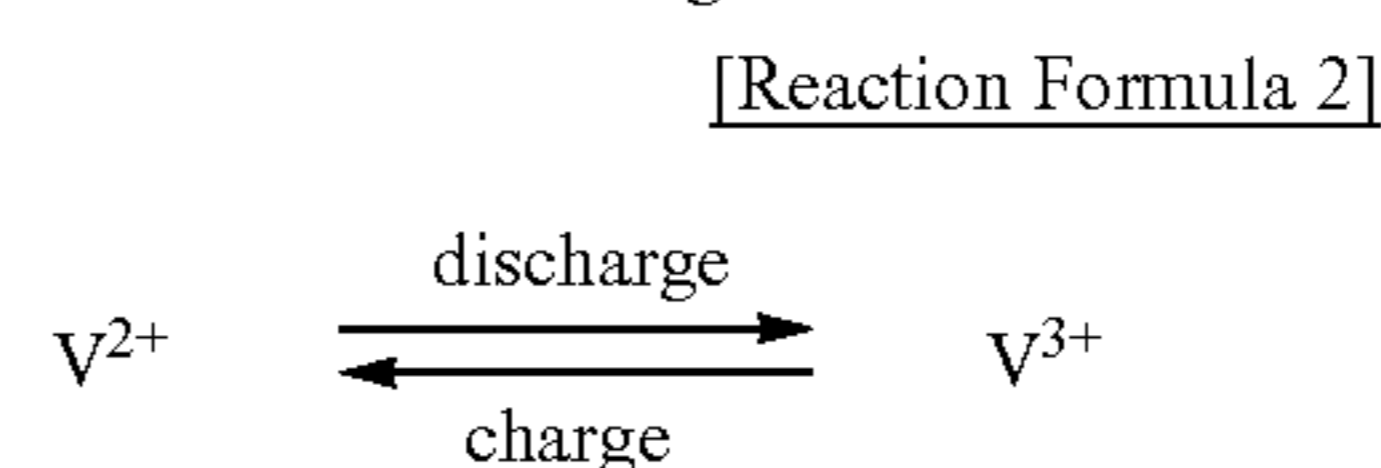 [Reaction Formula 2]
discharge
V²⁺ V³⁺
charge